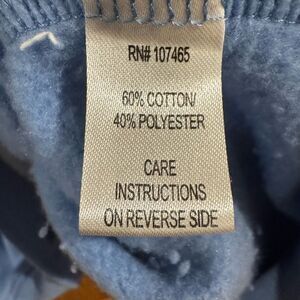 RN# 107465
60% COTTON/
40% POLYESTER
CARE
INSTRUCTIONS
ON REVERSE SIDE